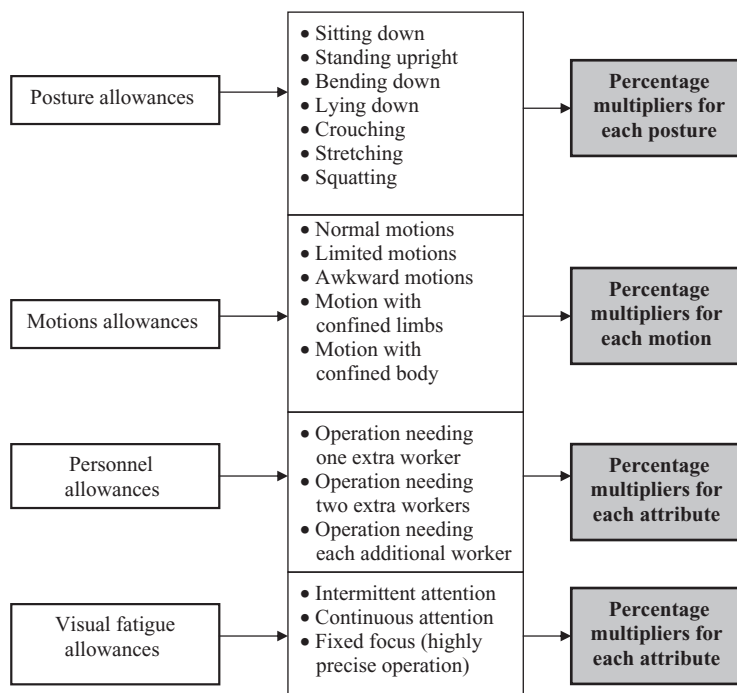 Posture allowances
• Sitting down
• Standing upright
• Bending down
• Lying down
• Crouching
• Stretching
• Squatting
Percentage
multipliers for
each posture
Motions allowances
• Normal motions
• Limited motions
• Awkward motions
• Motion with
confined limbs
• Motion with
confined body
Percentage
multipliers for
each motion
Personnel
allowances
• Operation needing
one extra worker
• Operation needing
two extra workers
• Operation needing
each additional worker
Percentage
multipliers for
each attribute
Visual fatigue
allowances
• Intermittent attention
• Continuous attention
• Fixed focus (highly
precise operation)
Percentage
multipliers for
each attribute